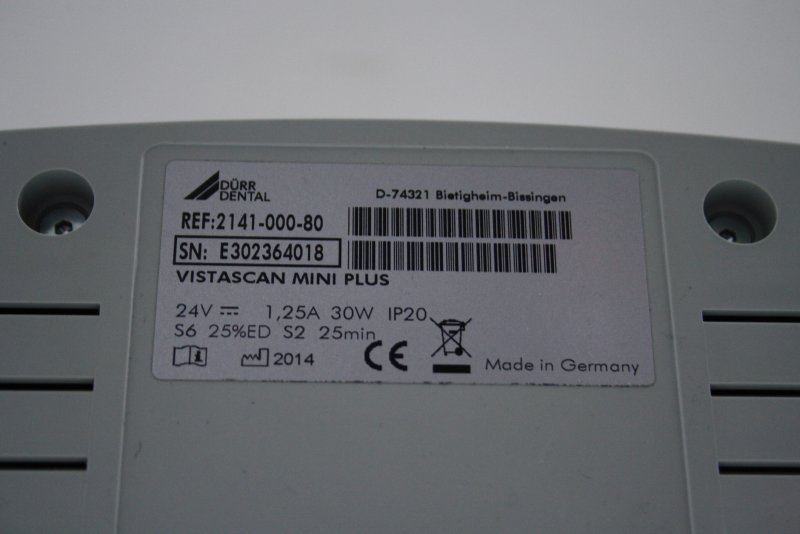 DÜRR
DENTAL
D-74321 Bietigheim-Bissingen
REF:2141-000-80
SN: E302364018
VISTASCAN MINI PLUS
24V 1,25A 30W IP20
S6 25%ED S2 25min
2014 CE Made in Germany